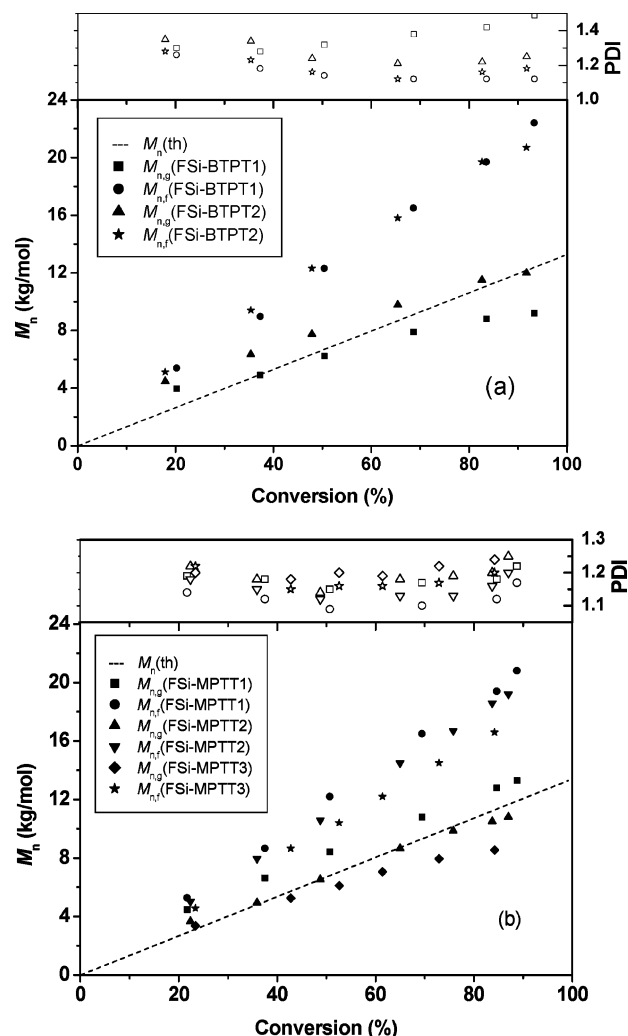 1.4
1.2
1.0
PDI
24
20
16
12
8
4
0
Mn (kg/mol)
Mn(th)
Mn,g(FSi-BTPT1)
Mn,f(FSi-BTPT1)
Mn,g(FSi-BTPT2)
Mn,f(FSi-BTPT2)
(a)
0 20 40 60 80 100
Conversion (%)
1.3
1.2
1.1
PDI
24
20
16
12
8
4
0
Mn (kg/mol)
Mn(th)
Mn,g(FSi-MPTT1)
Mn,f(FSi-MPTT1)
Mn,g(FSi-MPTT2)
Mn,f(FSi-MPTT2)
Mn,g(FSi-MPTT3)
Mn,f(FSi-MPTT3)
(b)
0 20 40 60 80 100
Conversion (%)